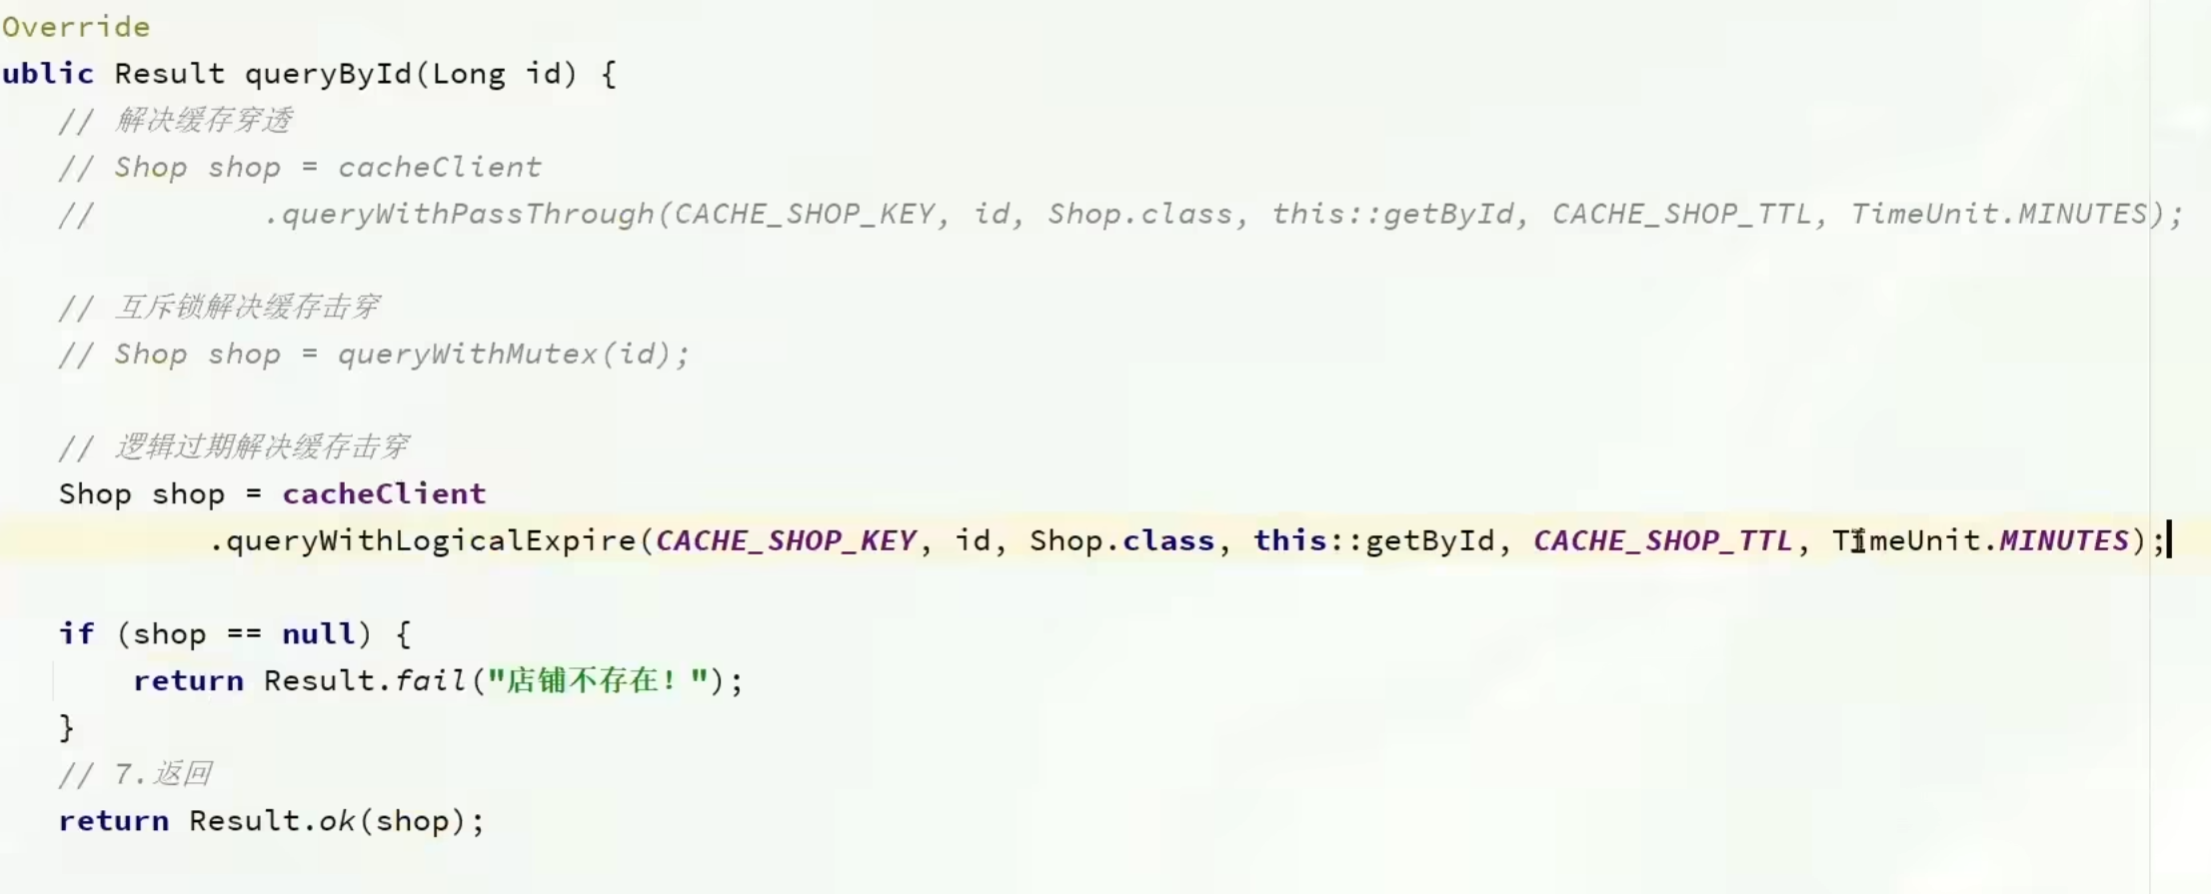 Override
ublic Result queryById(Long id) {
// 解决缓存穿透
// Shop shop = cacheClient
// .queryWithPassThrough(CACHE_SHOP_KEY, id, Shop.class, this::getById, CACHE_SHOP_TTL, TimeUnit.MINUTES);
// 互斥锁解决缓存击穿
// Shop shop = queryWithMutex(id);
// 逻辑过期解决缓存击穿
Shop shop = cacheClient
.queryWithLogicalExpire(CACHE_SHOP_KEY, id, Shop.class, this::getById, CACHE_SHOP_TTL, TimeUnit.MINUTES);
if (shop == null) {
return Result.fail("店铺不存在！");
}
// 7.返回
return Result.ok(shop);